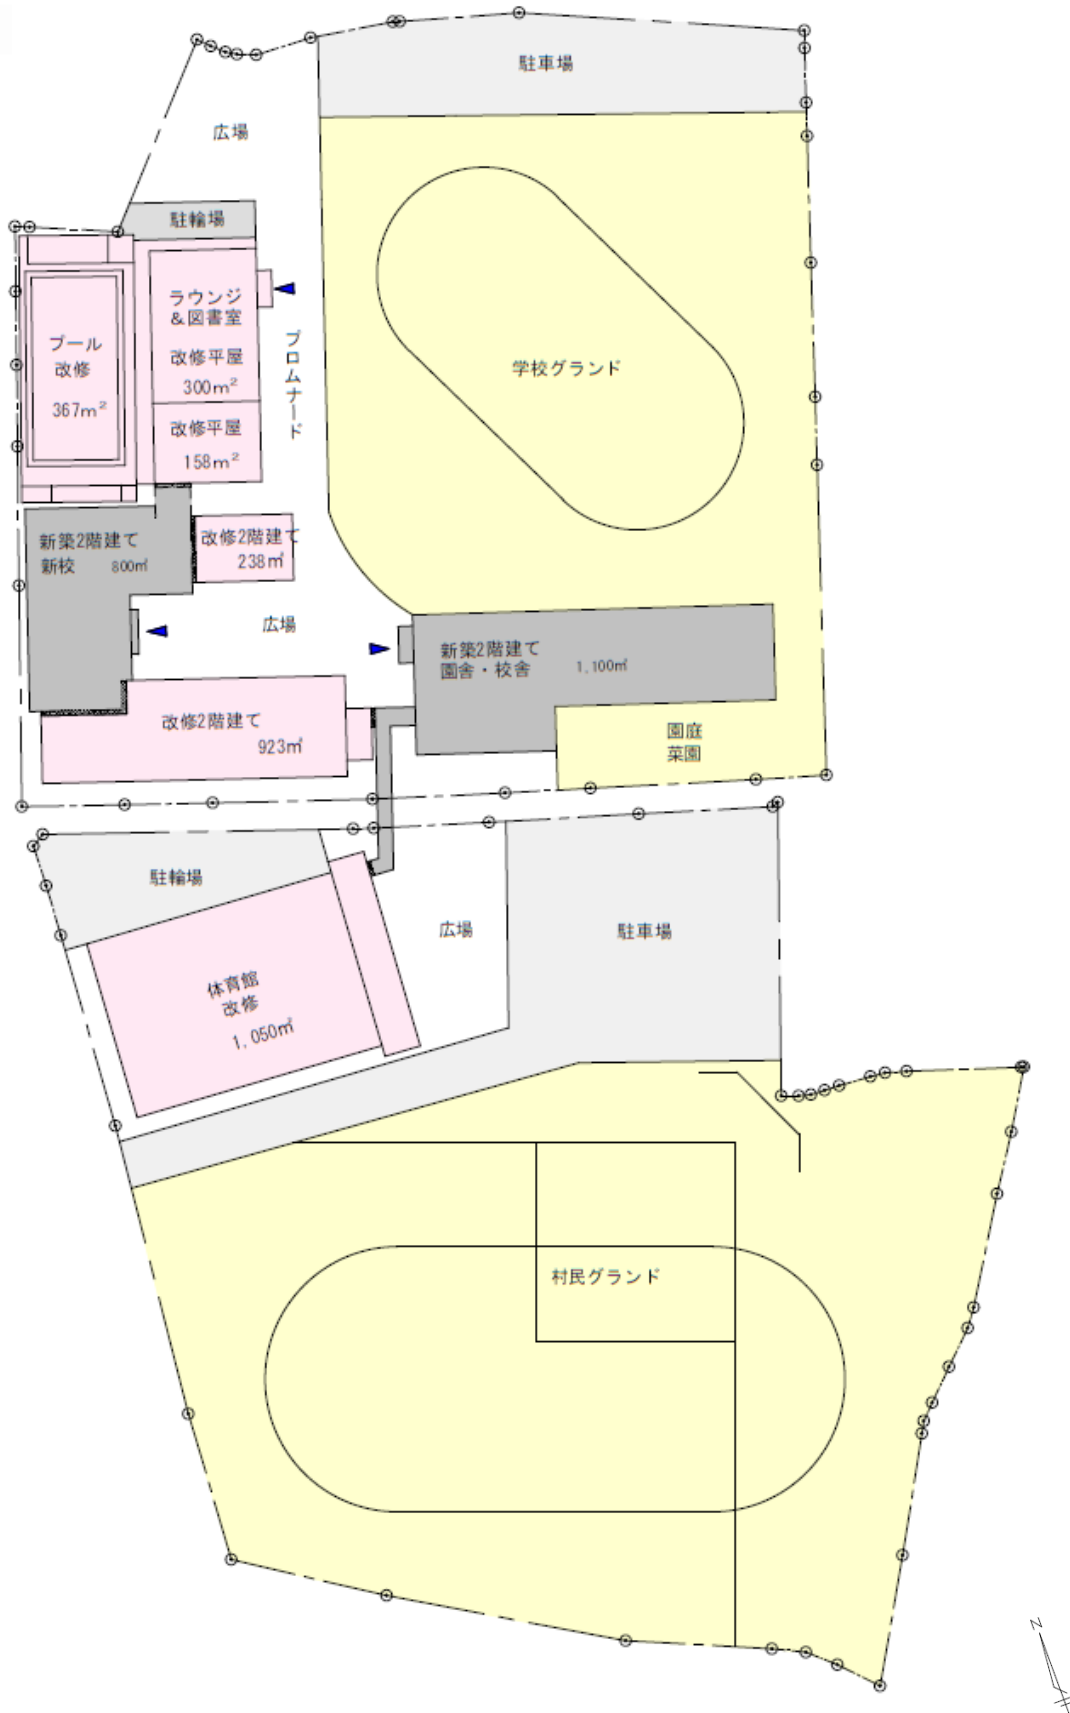 駐車場
広場
駐輪場
ラウンジ
&図書室
改修平屋
300m²
改修平屋
158m²
プール
改修
367m²
プロムナード
学校グランド
新築2階建て
新校 800㎡
改修2階建て
238㎡
広場
新築2階建て
園舎・校舎 1,100㎡
改修2階建て
923㎡
園庭
菜園
駐輪場
広場
駐車場
体育館
改修
1,050㎡
村民グランド
N